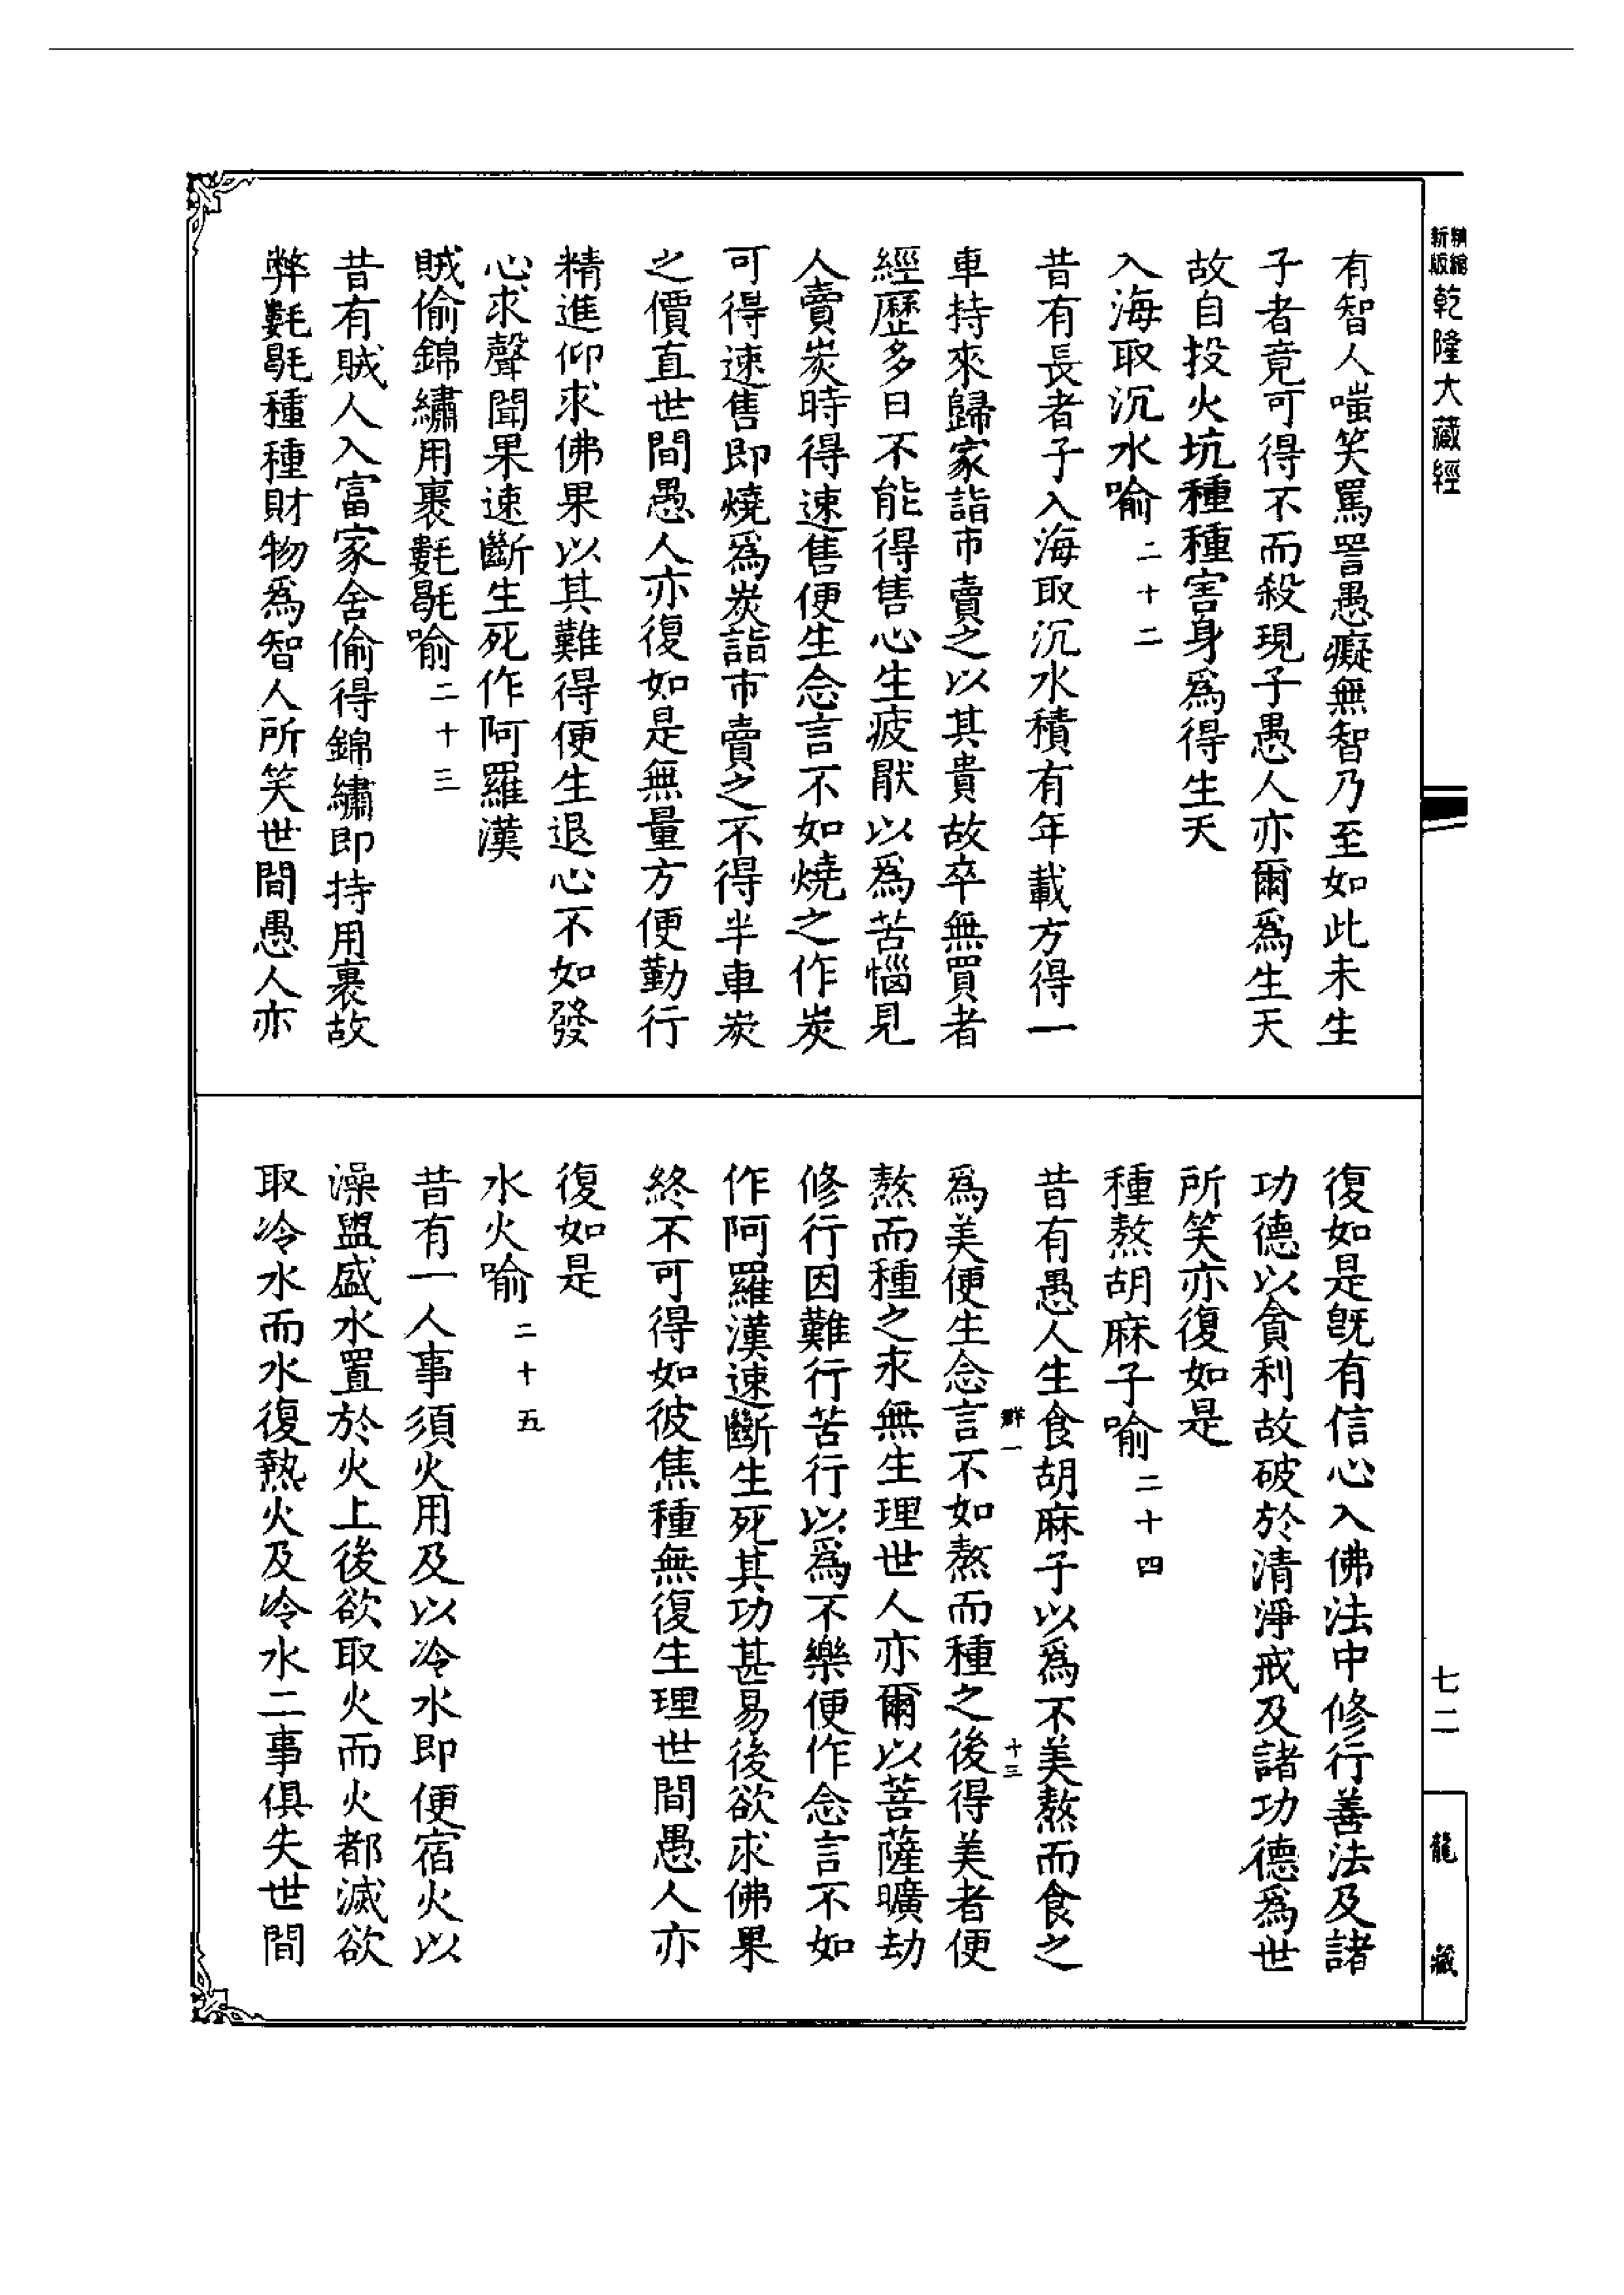 精縮
新版
乾隆大藏經
有智人嗤笑罵詈愚癡無智乃至如此未生
子者竟可得不而殺現子愚人亦爾爲生天
故自投火坑種種害身爲得生天
入海取沉水喻二十二
昔有長者子入海取沉水積有年載方得一
車持來歸家詣市賣之以其貴故卒無買者
經歷多日不能得售心生疲厭以爲苦惱見
人賣炭時得速售便生念言不如燒之作炭
可得速售即燒爲炭詣市賣之不得半車炭
之價直世間愚人亦復如是無量方便勤行
精進仰求佛果以其難得便生退心不如發
心求聲聞果速斷生死作阿羅漢
賊偷錦繡用裹氀毼喻二十三
昔有賊人入富家舍偷得錦繡即持用裹故
弊氀毼種種財物爲智人所笑世間愚人亦
復如是既有信心入佛法中修行善法及諸
功德以貪利故破於清淨戒及諸功德爲世
所笑亦復如是
種熬胡麻子喻二十四
昔有愚人生食胡麻子以爲不美熬而食之
群一
十三
爲美便生念言不如熬而種之後得美者便
熬而種之永無生理世人亦爾以菩薩曠劫
修行因難行苦行以爲不樂便作念言不如
作阿羅漢速斷生死其功甚易後欲求佛果
終不可得如彼焦種無復生理世間愚人亦
復如是
水火喻二十五
昔有一人事須火用及以冷水即便宿火以
澡盥盛水置於火上後欲取火而火都滅欲
取冷水而水復熱火及冷水二事俱失世間
七二
龍藏